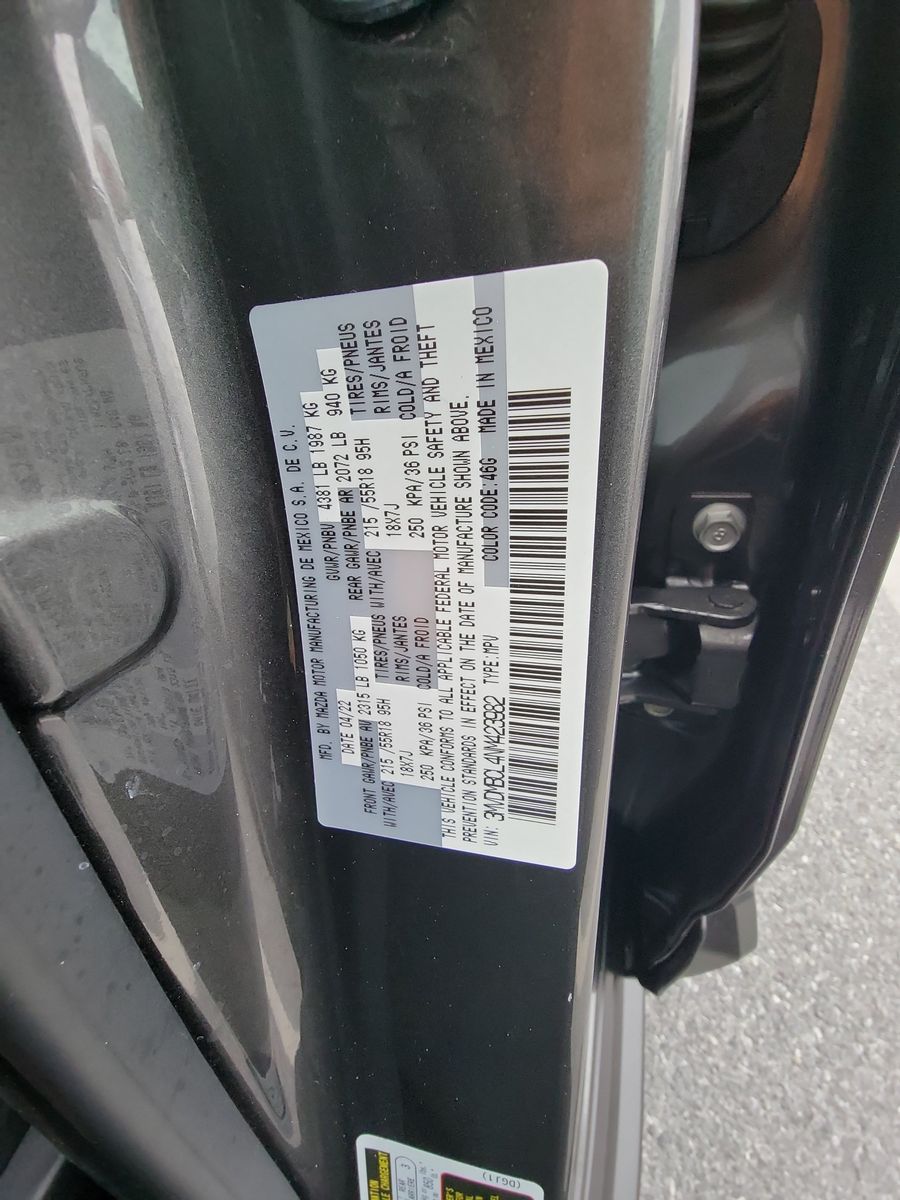 MFD. BY MAZDA MOTOR MANUFACTURING DE MEXICO S.A. DE C.V.
DATE 04/22 GVWR/PNBV 4381 LB 1987 KG
FRONT GAWR/PNBE AV 2315 LB 1050 KG REAR GAWR/PNBE AR 2072 LB 940 KG
WITH/AVEC 215 /55R18 95H TIRES/PNEUS WITH/AVEC 215 /55R18 95H TIRES/PNEUS
18X7J RIMS/JANTES 18X7J RIMS/JANTES
250 KPA/36 PSI COLD/A FROID 250 KPA/36 PSI COLD/A FROID
THIS VEHICLE CONFORMS TO ALL APPLICABLE FEDERAL MOTOR VEHICLE SAFETY AND THEFT
PREVENTION STANDARDS IN EFFECT ON THE DATE OF MANUFACTURE SHOWN ABOVE.
VIN: TYPE:MPV COLOR CODE:46G MADE IN MEXICO
REAR 3
(DGJ1)